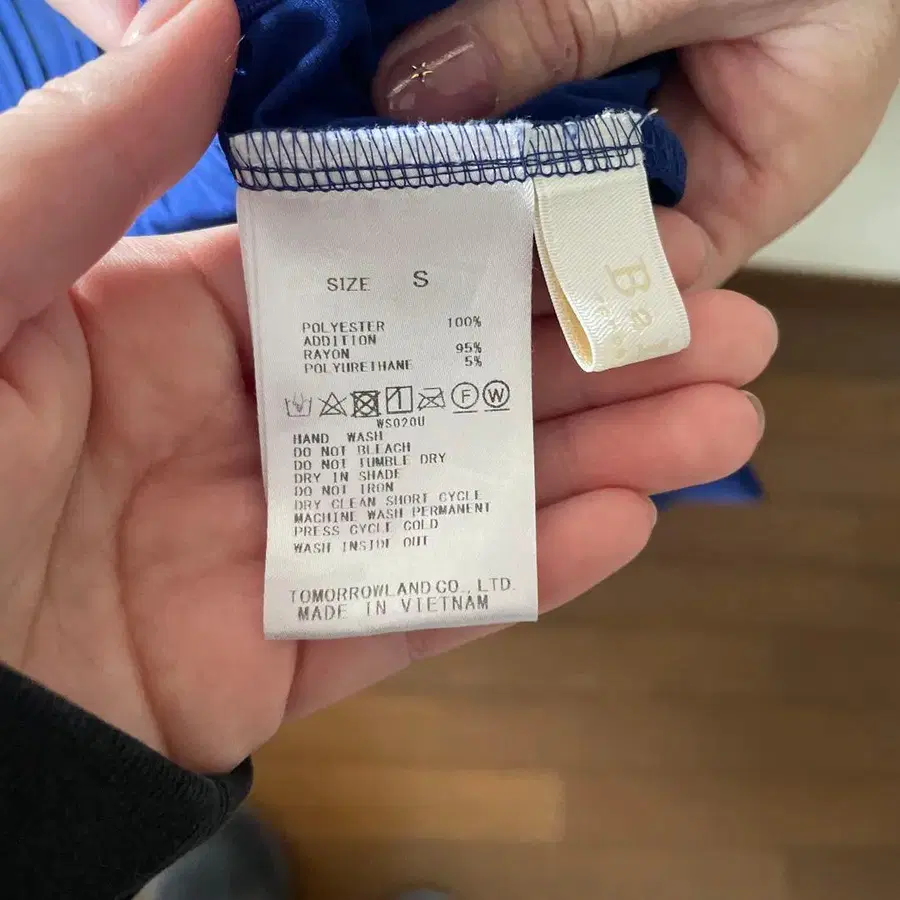 SIZE S
POLYESTER 100%
ADDITION
RAYON 95%
POLYURETHANE 5%
F W
WS020U
HAND WASH
DO NOT BLEACH
DO NOT TUMBLE DRY
DRY IN SHADE
DO NOT IRON
DRY CLEAN SHORT CYCLE
MACHINE WASH PERMANENT
PRESS CYCLE COLD
WASH INSIDE OUT
TOMORROWLAND CO., LTD.
MADE IN VIETNAM
B